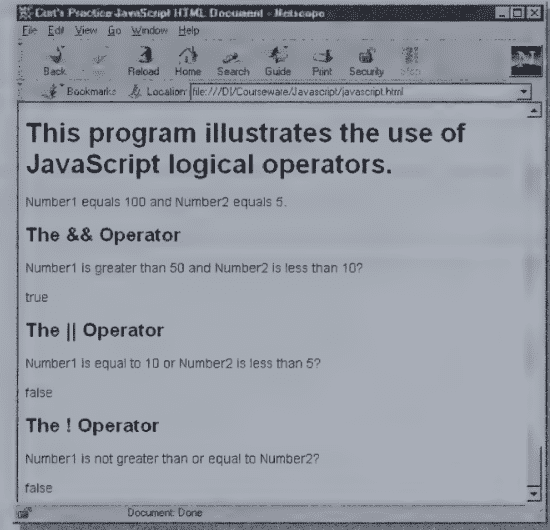 Curt's Practice JavaScript HTML Document - Netscape
File Edit View Go Window Help
Back Reload Home Search Guide Print Security Stop
Bookmarks Location: file:///D|/Courseware/Javascript/javascript.html
This program illustrates the use of
JavaScript logical operators.
Number1 equals 100 and Number2 equals 5.
The && Operator
Number1 is greater than 50 and Number2 is less than 10?
true
The || Operator
Number1 is equal to 10 or Number2 is less than 5?
false
The ! Operator
Number1 is not greater than or equal to Number2?
false
Document: Done